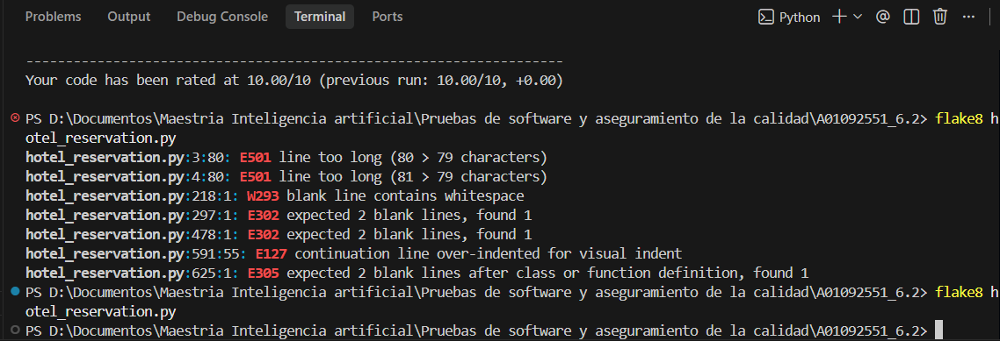 Problems Output Debug Console Terminal Ports Python
--------------------------------------------------------------------
Your code has been rated at 10.00/10 (previous run: 10.00/10, +0.00)
PS D:\Documentos\Maestria Inteligencia artificial\Pruebas de software y aseguramiento de la calidad\A01092551_6.2> flake8 h
otel_reservation.py
hotel_reservation.py:3:80: E501 line too long (80 > 79 characters)
hotel_reservation.py:4:80: E501 line too long (81 > 79 characters)
hotel_reservation.py:218:1: W293 blank line contains whitespace
hotel_reservation.py:297:1: E302 expected 2 blank lines, found 1
hotel_reservation.py:478:1: E302 expected 2 blank lines, found 1
hotel_reservation.py:591:55: E127 continuation line over-indented for visual indent
hotel_reservation.py:625:1: E305 expected 2 blank lines after class or function definition, found 1
PS D:\Documentos\Maestria Inteligencia artificial\Pruebas de software y aseguramiento de la calidad\A01092551_6.2> flake8 h
otel_reservation.py
PS D:\Documentos\Maestria Inteligencia artificial\Pruebas de software y aseguramiento de la calidad\A01092551_6.2>